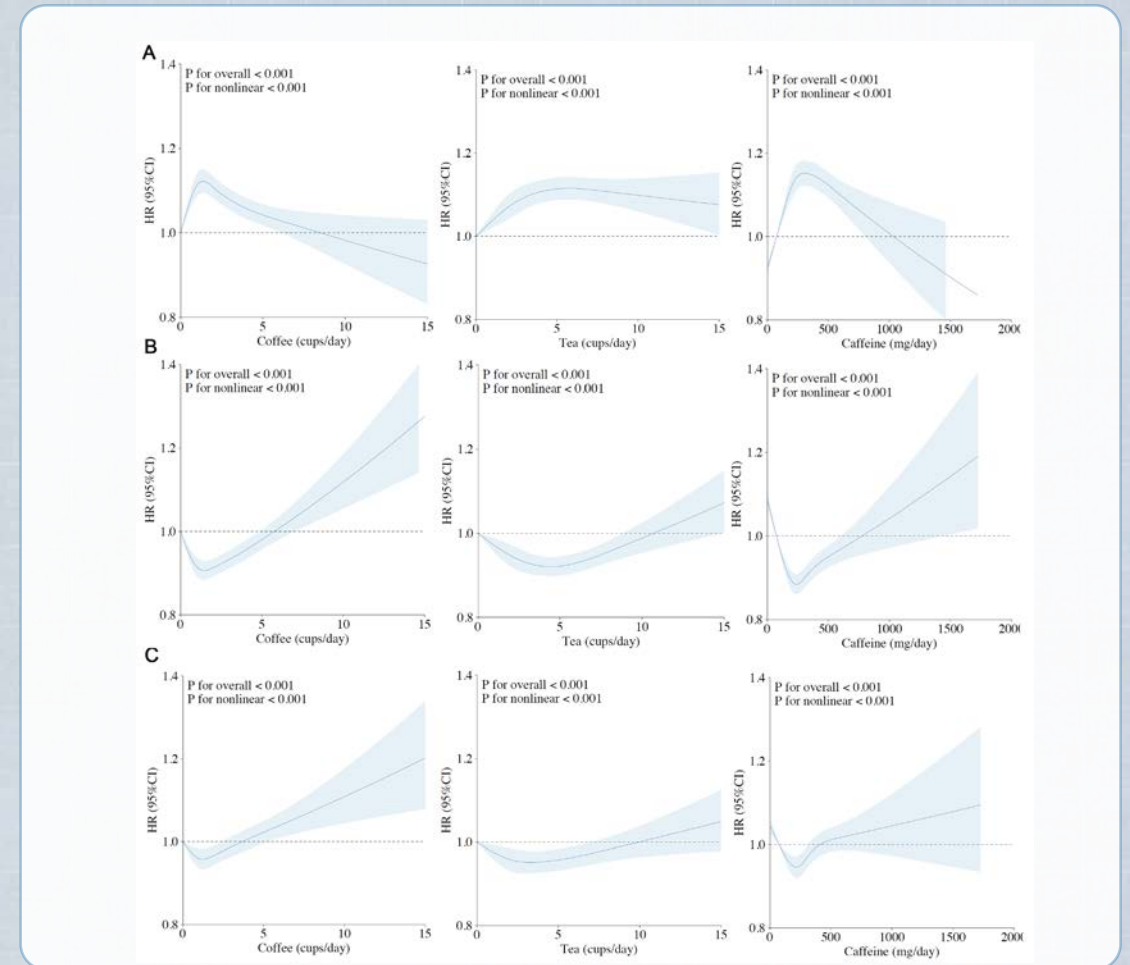 A
1.4
P for overall < 0.001
P for nonlinear < 0.001
1.2
1.0
0.8
HR (95%CI)
0 5 10 15
Coffee (cups/day)
1.4
P for overall < 0.001
P for nonlinear < 0.001
1.2
1.0
0.8
HR (95%CI)
0 5 10 15
Tea (cups/day)
1.4
P for overall < 0.001
P for nonlinear < 0.001
1.2
1.0
0.8
HR (95%CI)
0 500 1000 1500
Caffeine (mg/day)
B
1.4
P for overall < 0.001
P for nonlinear < 0.001
1.2
1.0
0.8
HR (95%CI)
0 5 10 15
Coffee (cups/day)
1.4
P for overall < 0.001
P for nonlinear < 0.001
1.2
1.0
0.8
HR (95%CI)
0 5 10 15
Tea (cups/day)
1.4
P for overall < 0.001
P for nonlinear < 0.001
1.2
1.0
0.8
HR (95%CI)
0 500 1000 1500
Caffeine (mg/day)
C
1.4
P for overall < 0.001
P for nonlinear < 0.001
1.2
1.0
0.8
HR (95%CI)
0 5 10 15
Coffee (cups/day)
1.4
P for overall < 0.001
P for nonlinear < 0.001
1.2
1.0
0.8
HR (95%CI)
0 5 10 15
Tea (cups/day)
1.4
P for overall < 0.001
P for nonlinear < 0.001
1.2
1.0
0.8
HR (95%CI)
0 500 1000 1500
Caffeine (mg/day)